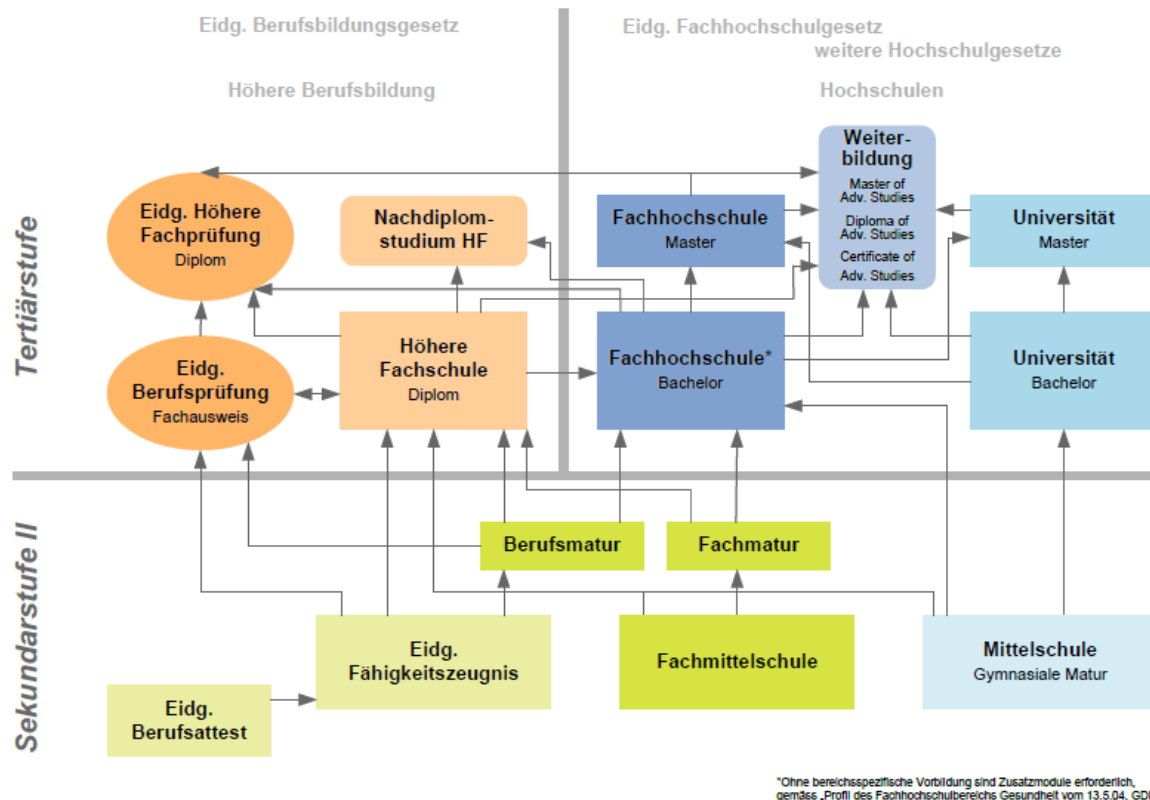 Eidg. Berufsbildungsgesetz
Eidg. Fachhochschulgesetz
weitere Hochschulgesetze
Höhere Berufsbildung
Hochschulen
Tertiärstufe
Eidg. Höhere
Fachprüfung
Diplom
Nachdiplom-
studium HF
Fachhochschule
Master
Weiter-
bildung
Master of
Adv. Studies
Diploma of
Adv. Studies
Certificate of
Adv. Studies
Universität
Master
Eidg.
Berufsprüfung
Fachausweis
Höhere
Fachschule
Diplom
Fachhochschule*
Bachelor
Universität
Bachelor
Sekundarstufe II
Berufsmatur
Fachmatur
Eidg.
Fähigkeitszeugnis
Fachmittelschule
Mittelschule
Gymnasiale Matur
Eidg.
Berufsattest
*Ohne bereichsspezifische Vorbildung sind Zusatzmodule erforderlich,
gemäss „Profil des Fachhochschulbereichs Gesundheit vom 13.5.04, GD